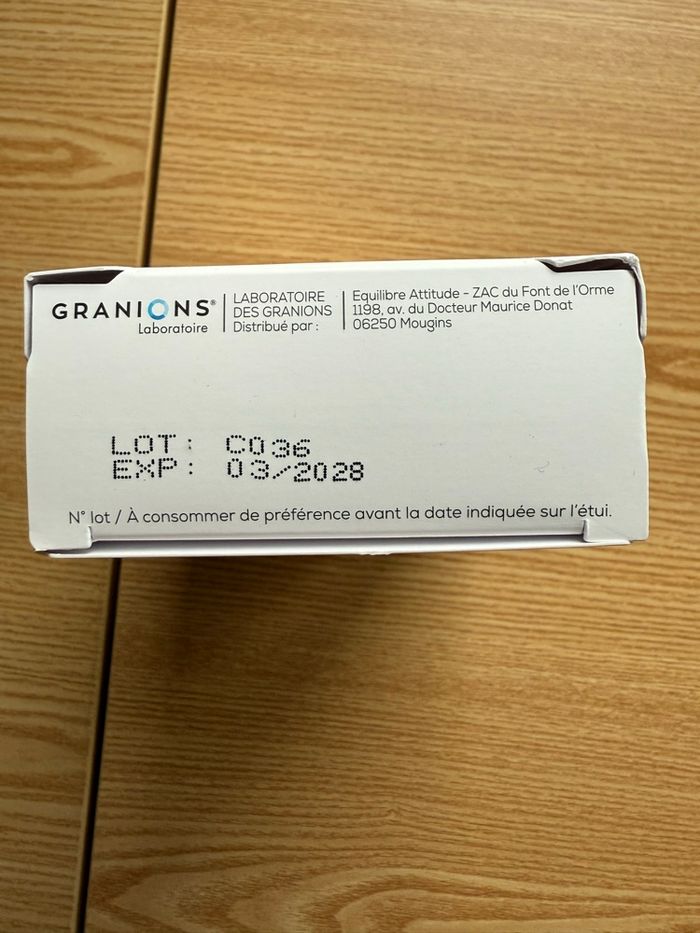 GRANIONS®
Laboratoire
LABORATOIRE
DES GRANIONS
Distribué par :
Equilibre Attitude - ZAC du Font de l'Orme
1198, av. du Docteur Maurice Donat
06250 Mougins
LOT : C036
EXP : 03/2028
N° lot / À consommer de préférence avant la date indiquée sur l'étui.